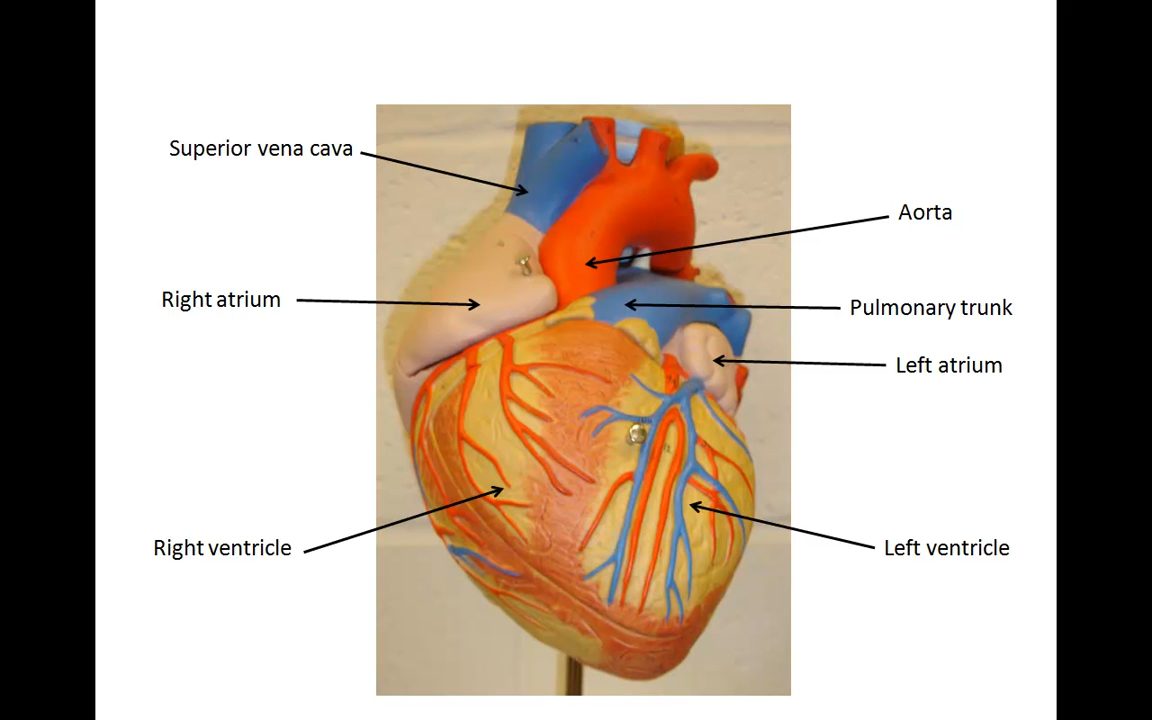 Superior vena cava
Aorta
Right atrium
Pulmonary trunk
Left atrium
Right ventricle
Left ventricle